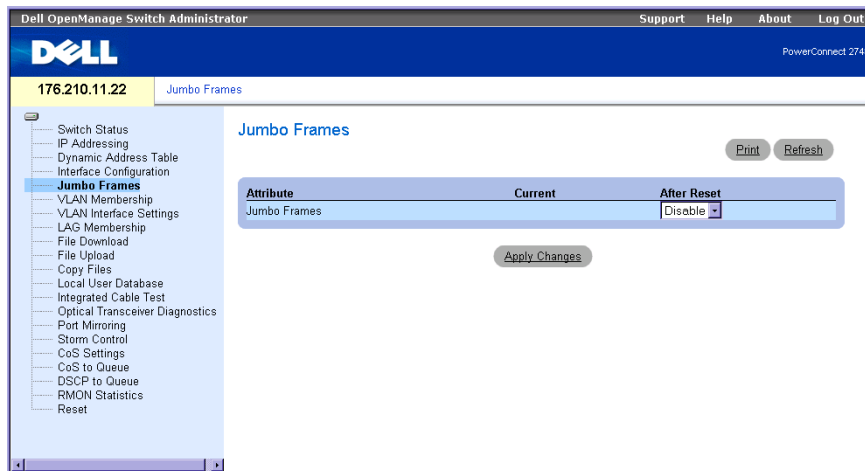 Dell OpenManage Switch Administrator Support Help About Log Out
DELL
PowerConnect 274
176.210.11.22 Jumbo Frames
Switch Status
IP Addressing
Dynamic Address Table
Interface Configuration
Jumbo Frames
VLAN Membership
VLAN Interface Settings
LAG Membership
File Download
File Upload
Copy Files
Local User Database
Integrated Cable Test
Optical Transceiver Diagnostics
Port Mirroring
Storm Control
CoS Settings
CoS to Queue
DSCP to Queue
RMON Statistics
Reset
Jumbo Frames
Print Refresh
Attribute Current After Reset
Jumbo Frames Disable
Apply Changes